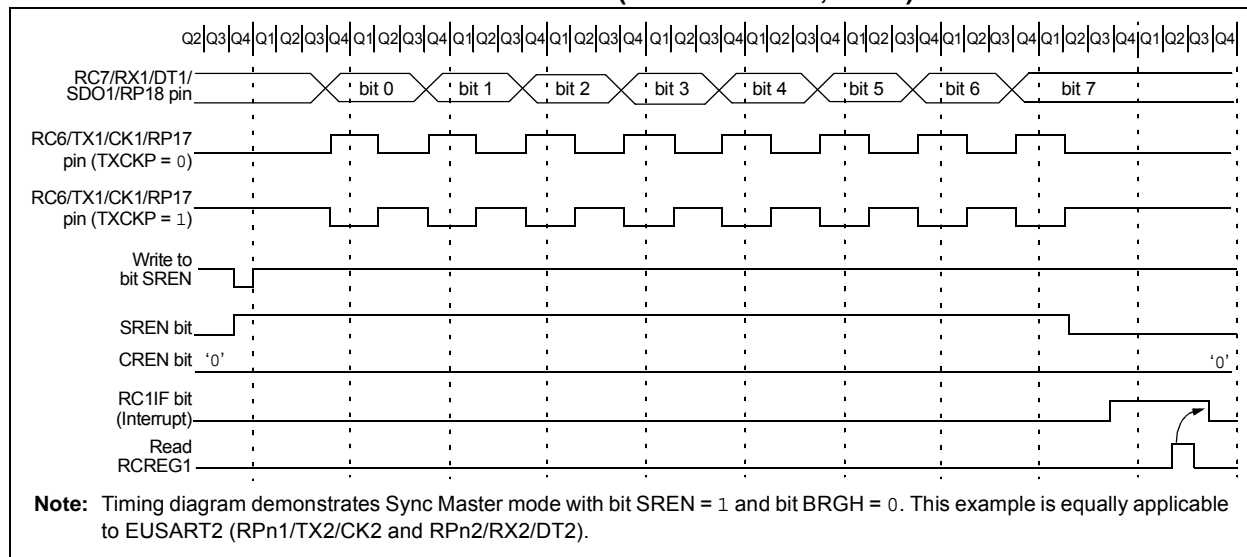 Q2|Q3|Q4|Q1|Q2|Q3|Q4|Q1|Q2|Q3|Q4|Q1|Q2|Q3|Q4|Q1|Q2|Q3|Q4|Q1|Q2|Q3|Q4|Q1|Q2|Q3|Q4|Q1|Q2|Q3|Q4|Q1|Q2|Q3|Q4|Q1|Q2|Q3|Q4|Q1|Q2|Q3|Q4
RC7/RX1/DT1/
SDO1/RP18 pin
bit 0 bit 1 bit 2 bit 3 bit 4 bit 5 bit 6 bit 7
RC6/TX1/CK1/RP17
pin (TXCKP = 0)
RC6/TX1/CK1/RP17
pin (TXCKP = 1)
Write to
bit SREN
SREN bit
CREN bit ‘0’ ‘0’
RC1IF bit
(Interrupt)
Read
RCREG1
Note: Timing diagram demonstrates Sync Master mode with bit SREN = 1 and bit BRGH = 0. This example is equally applicable
to EUSART2 (RPn1/TX2/CK2 and RPn2/RX2/DT2).